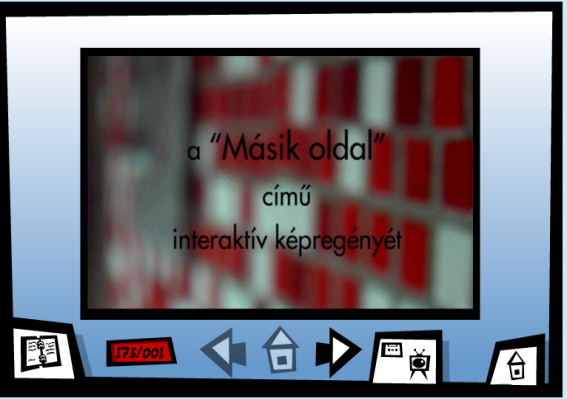 a “Másik oldal”
című
interaktív képregényét
175/001